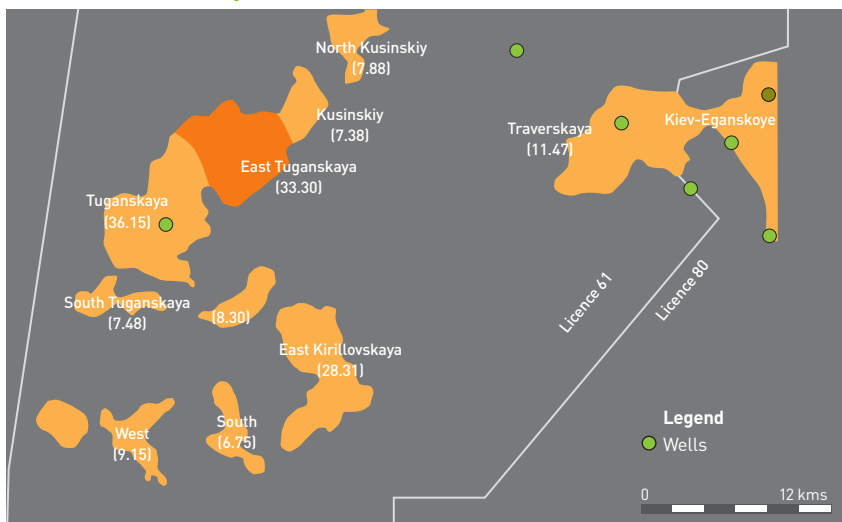 North Kusinskiy
(7.88)
Kusinskiy
(7.38)
East Tuganskaya
(33.30)
Tuganskaya
(36.15)
South Tuganskaya
(7.48)
(8.30)
East Kirillovskaya
(28.31)
West
(9.15)
South
(6.75)
Traverskaya
(11.47)
Kiev-Eganskoye
Licence 61
Licence 80
Legend
Wells
0 12 kms